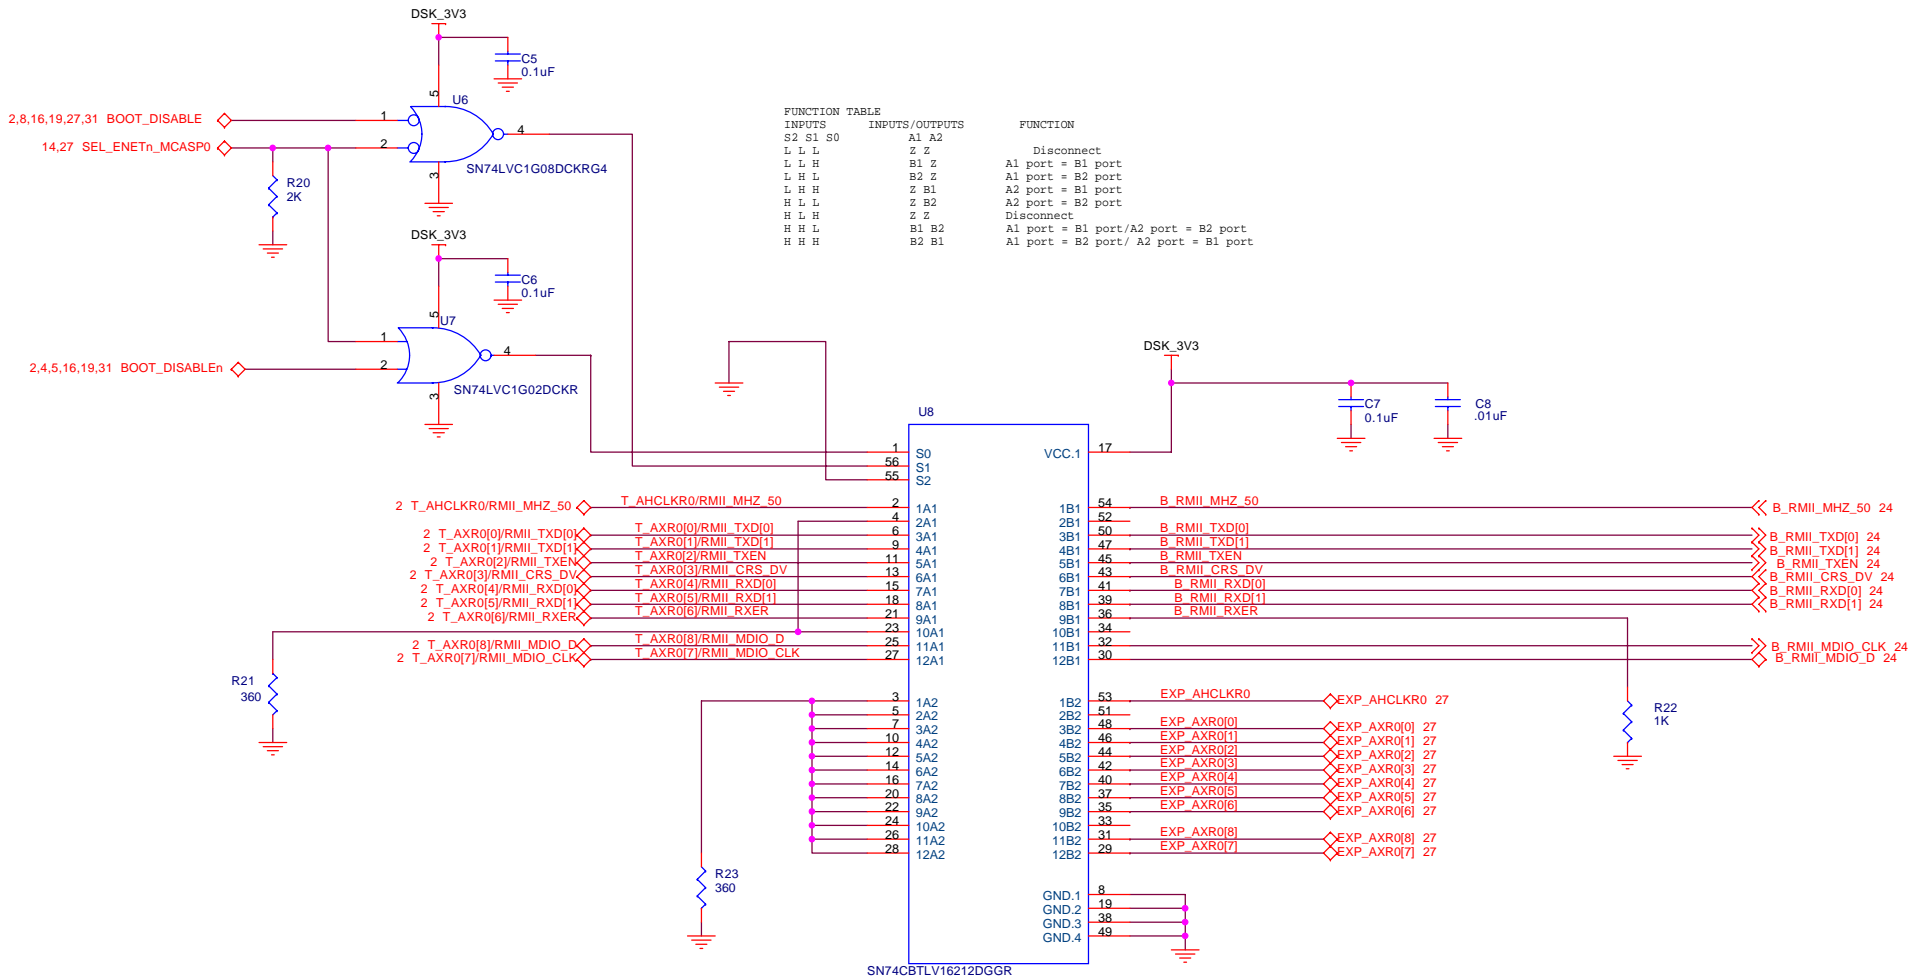 DSK_3V3
C5
0.1uF
5
U6
2,8,16,19,27,31 BOOT_DISABLE
1
4
14,27 SEL_ENETn_MCASP0
2
3
SN74LVC1G08DCKRG4
R20
2K
FUNCTION TABLE
INPUTS INPUTS/OUTPUTS FUNCTION
S2 S1 S0 A1 A2
L L L Z Z Disconnect
L L H B1 Z A1 port = B1 port
L H L B2 Z A1 port = B2 port
L H H Z B1 A2 port = B1 port
H L L Z B2 A2 port = B2 port
H L H Z Z Disconnect
H H L B1 B2 A1 port = B1 port/A2 port = B2 port
H H H B2 B1 A1 port = B2 port/ A2 port = B1 port
DSK_3V3
C6
0.1uF
5
U7
1
4
2,4,5,16,19,31 BOOT_DISABLEn
2
3
SN74LVC1G02DCKR
DSK_3V3
C7
0.1uF
C8
.01uF
U8
1 S0 VCC.1 17
56 S1
55 S2
2 T_AHCLKR0/RMII_MHZ_50 T_AHCLKR0/RMII_MHZ_50 2 1A1 1B1 54 B_RMII_MHZ_50 B_RMII_MHZ_50 24
4 2A1 2B1 52
2 T_AXR0[0]/RMII_TXD[0] T_AXR0[0]/RMII_TXD[0] 6 3A1 3B1 50 B_RMII_TXD[0] B_RMII_TXD[0] 24
2 T_AXR0[1]/RMII_TXD[1] T_AXR0[1]/RMII_TXD[1] 9 4A1 4B1 47 B_RMII_TXD[1] B_RMII_TXD[1] 24
2 T_AXR0[2]/RMII_TXEN T_AXR0[2]/RMII_TXEN 11 5A1 5B1 45 B_RMII_TXEN B_RMII_TXEN 24
2 T_AXR0[3]/RMII_CRS_DV T_AXR0[3]/RMII_CRS_DV 13 6A1 6B1 43 B_RMII_CRS_DV B_RMII_CRS_DV 24
2 T_AXR0[4]/RMII_RXD[0] T_AXR0[4]/RMII_RXD[0] 15 7A1 7B1 41 B_RMII_RXD[0] B_RMII_RXD[0] 24
2 T_AXR0[5]/RMII_RXD[1] T_AXR0[5]/RMII_RXD[1] 18 8A1 8B1 39 B_RMII_RXD[1] B_RMII_RXD[1] 24
2 T_AXR0[6]/RMII_RXER T_AXR0[6]/RMII_RXER 21 9A1 9B1 36 B_RMII_RXER
23 10A1 10B1 34
2 T_AXR0[8]/RMII_MDIO_D T_AXR0[8]/RMII_MDIO_D 25 11A1 11B1 32 B_RMII_MDIO_CLK 24
2 T_AXR0[7]/RMII_MDIO_CLK T_AXR0[7]/RMII_MDIO_CLK 27 12A1 12B1 30 B_RMII_MDIO_D 24
R21
360
R22
1K
3 1A2 1B2 53 EXP_AHCLKR0 EXP_AHCLKR0 27
5 2A2 2B2 51
7 3A2 3B2 48 EXP_AXR0[0] EXP_AXR0[0] 27
10 4A2 4B2 46 EXP_AXR0[1] EXP_AXR0[1] 27
12 5A2 5B2 44 EXP_AXR0[2] EXP_AXR0[2] 27
14 6A2 6B2 42 EXP_AXR0[3] EXP_AXR0[3] 27
16 7A2 7B2 40 EXP_AXR0[4] EXP_AXR0[4] 27
20 8A2 8B2 37 EXP_AXR0[5] EXP_AXR0[5] 27
22 9A2 9B2 35 EXP_AXR0[6] EXP_AXR0[6] 27
24 10A2 10B2 33
26 11A2 11B2 31 EXP_AXR0[8] EXP_AXR0[8] 27
28 12A2 12B2 29 EXP_AXR0[7] EXP_AXR0[7] 27
R23
360
GND.1 8
GND.2 19
GND.3 38
GND.4 49
SN74CBTLV16212DGGR